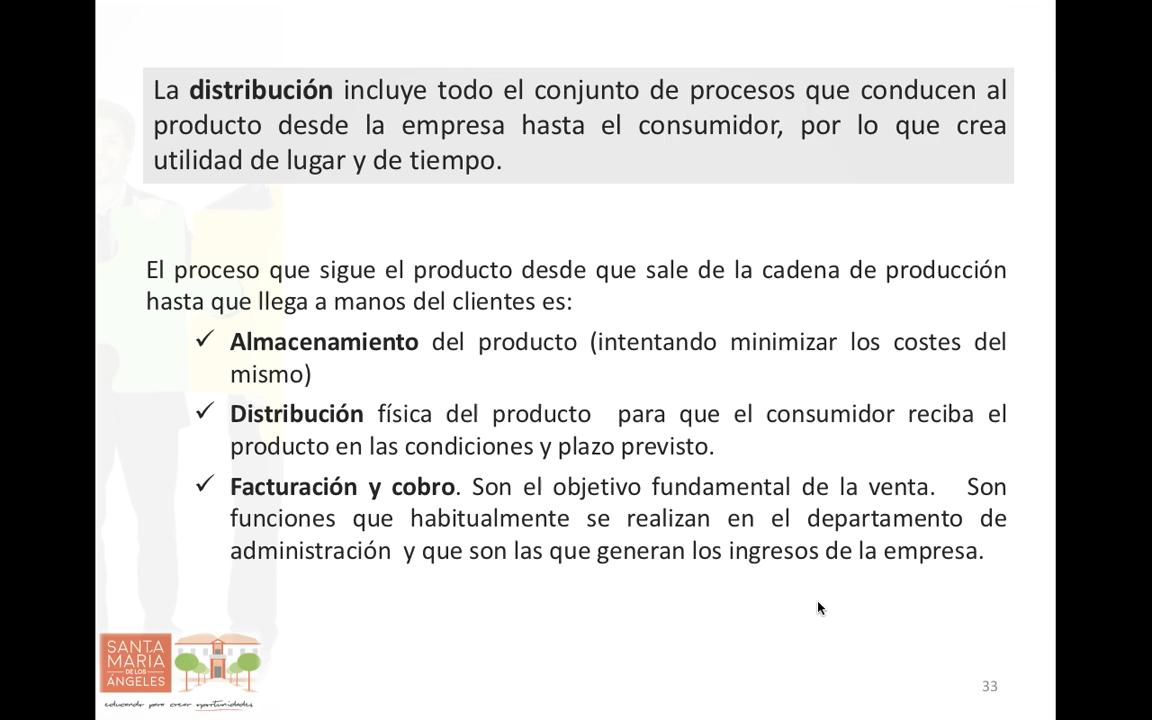 La distribución incluye todo el conjunto de procesos que conducen al
producto desde la empresa hasta el consumidor, por lo que crea
utilidad de lugar y de tiempo.
El proceso que sigue el producto desde que sale de la cadena de producción
hasta que llega a manos del clientes es:
✓ Almacenamiento del producto (intentando minimizar los costes del
mismo)
✓ Distribución física del producto para que el consumidor reciba el
producto en las condiciones y plazo previsto.
✓ Facturación y cobro. Son el objetivo fundamental de la venta. Son
funciones que habitualmente se realizan en el departamento de
administración y que son las que generan los ingresos de la empresa.
SANTA
MARIA
DE LOS
ÁNGELES
educando para crear oportunidades
33